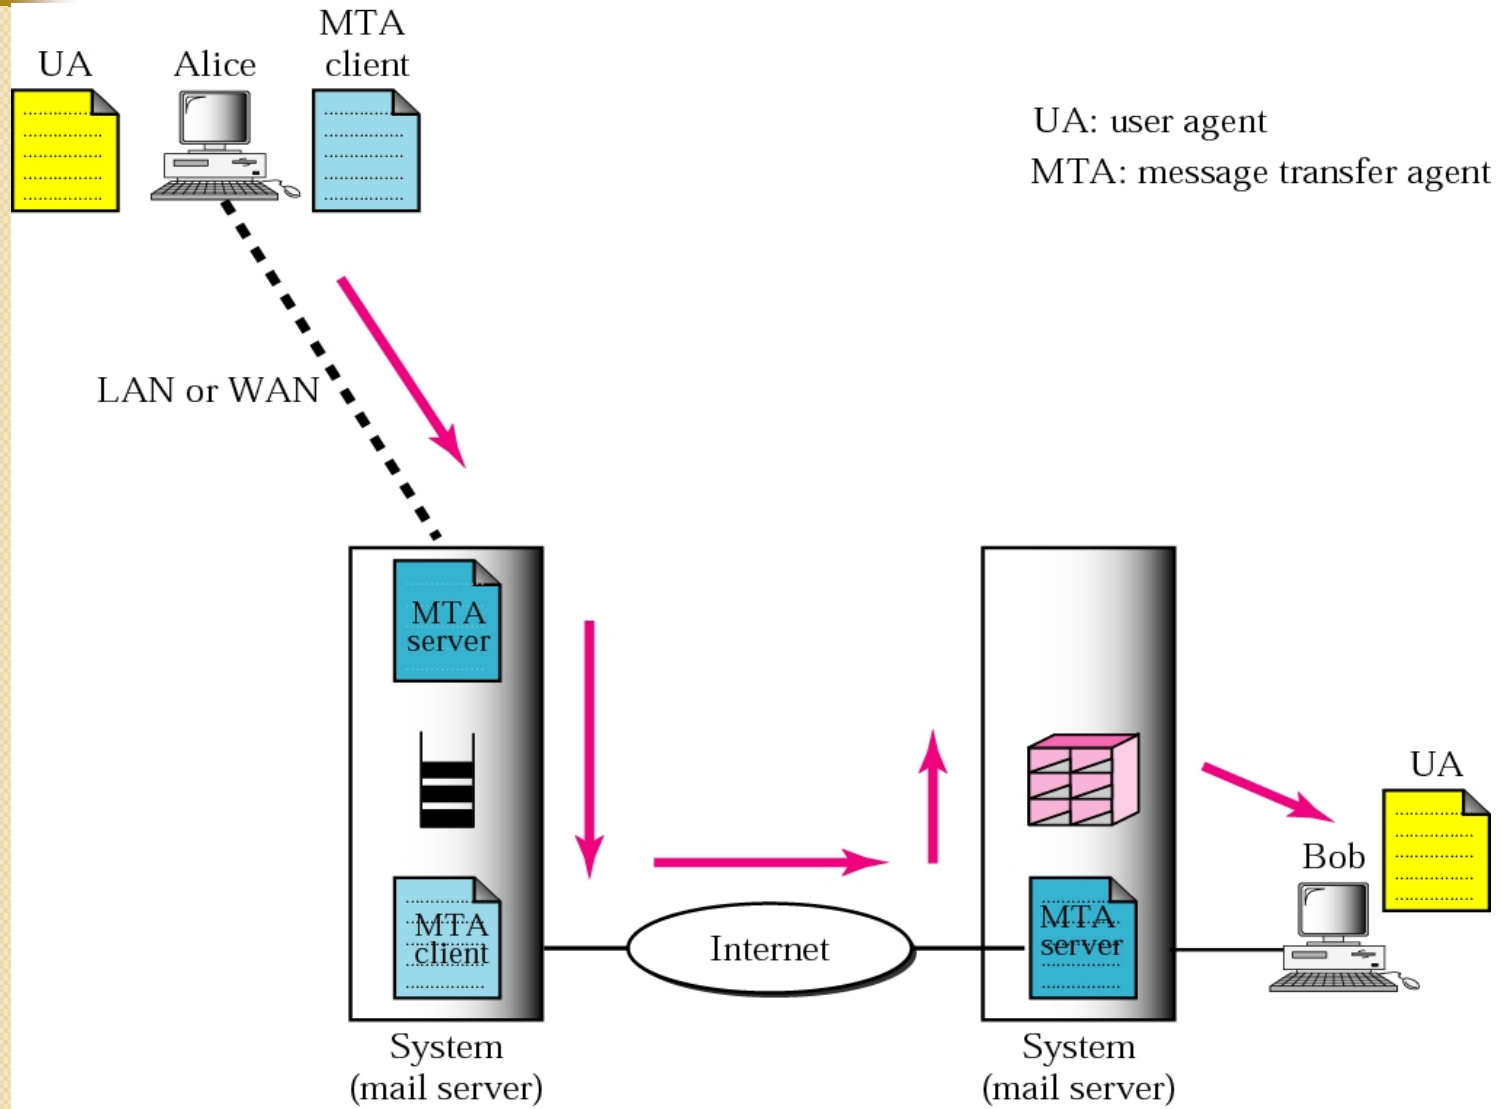 MTA
client
UA
Alice
UA: user agent
MTA: message transfer agent
LAN or WAN
MTA
server
UA
Bob
MTA
client
Internet
MTA
server
System
(mail server)
System
(mail server)